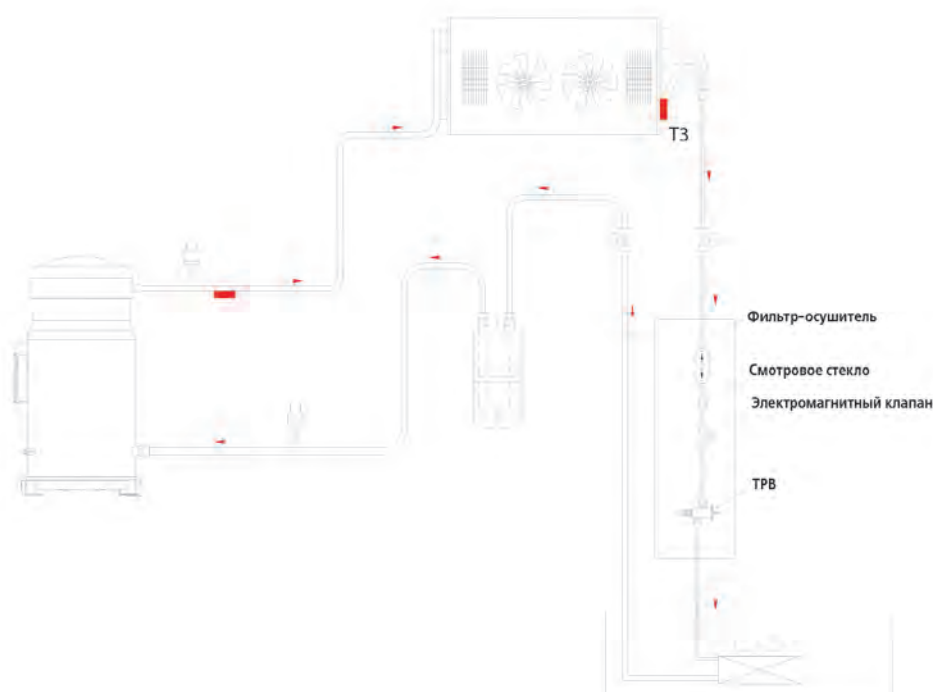 T3
Фильтр-осушитель
Смотровое стекло
Электромагнитный клапан
ТРВ